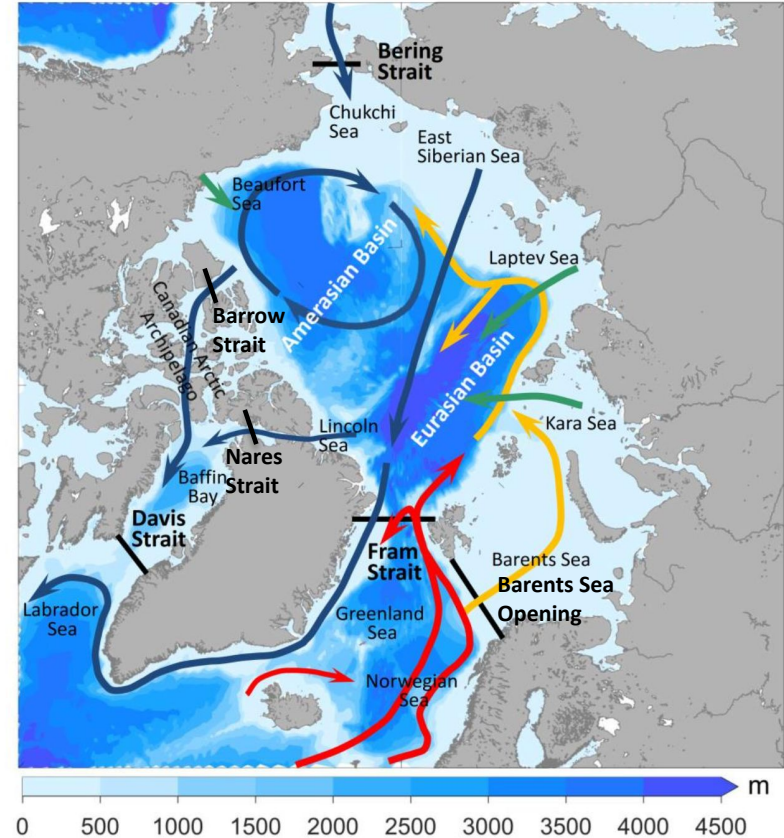 Bering
Strait
Chukchi
Sea
East
Siberian Sea
Beaufort
Sea
Amerasian Basin
Laptev Sea
Canadian Arctic
Archipelago
Barrow
Strait
Eurasian Basin
Lincoln
Sea
Kara Sea
Nares
Strait
Baffin
Bay
Davis
Strait
Fram
Strait
Barents Sea
Barents Sea
Opening
Labrador
Sea
Greenland
Sea
Norwegian
Sea
m
0 500 1000 1500 2000 2500 3000 3500 4000 4500